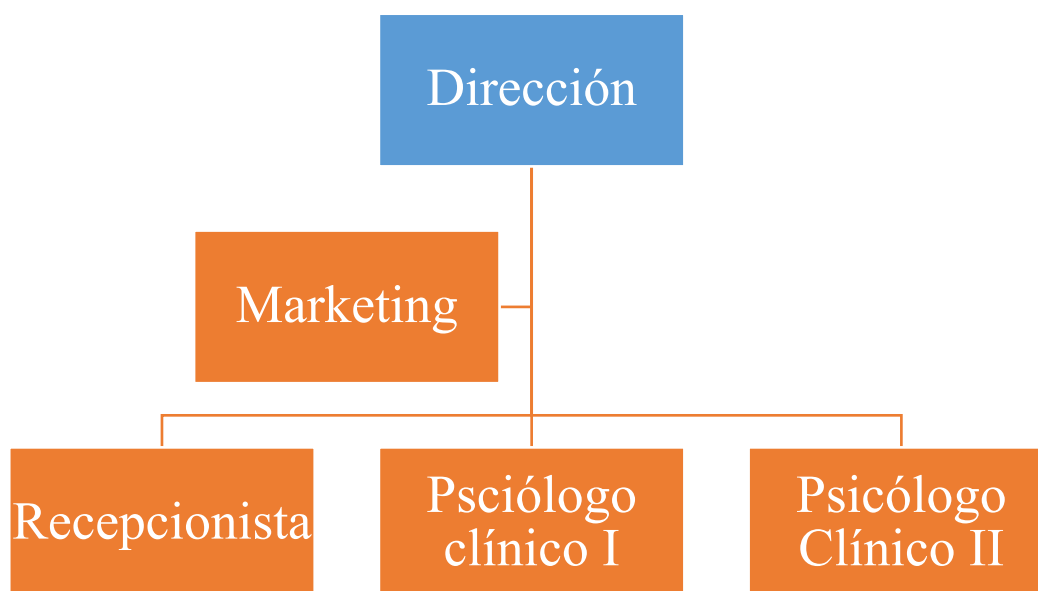 Dirección
Marketing
Recepcionista
Psciólogo
clínico I
Psicólogo
Clínico II